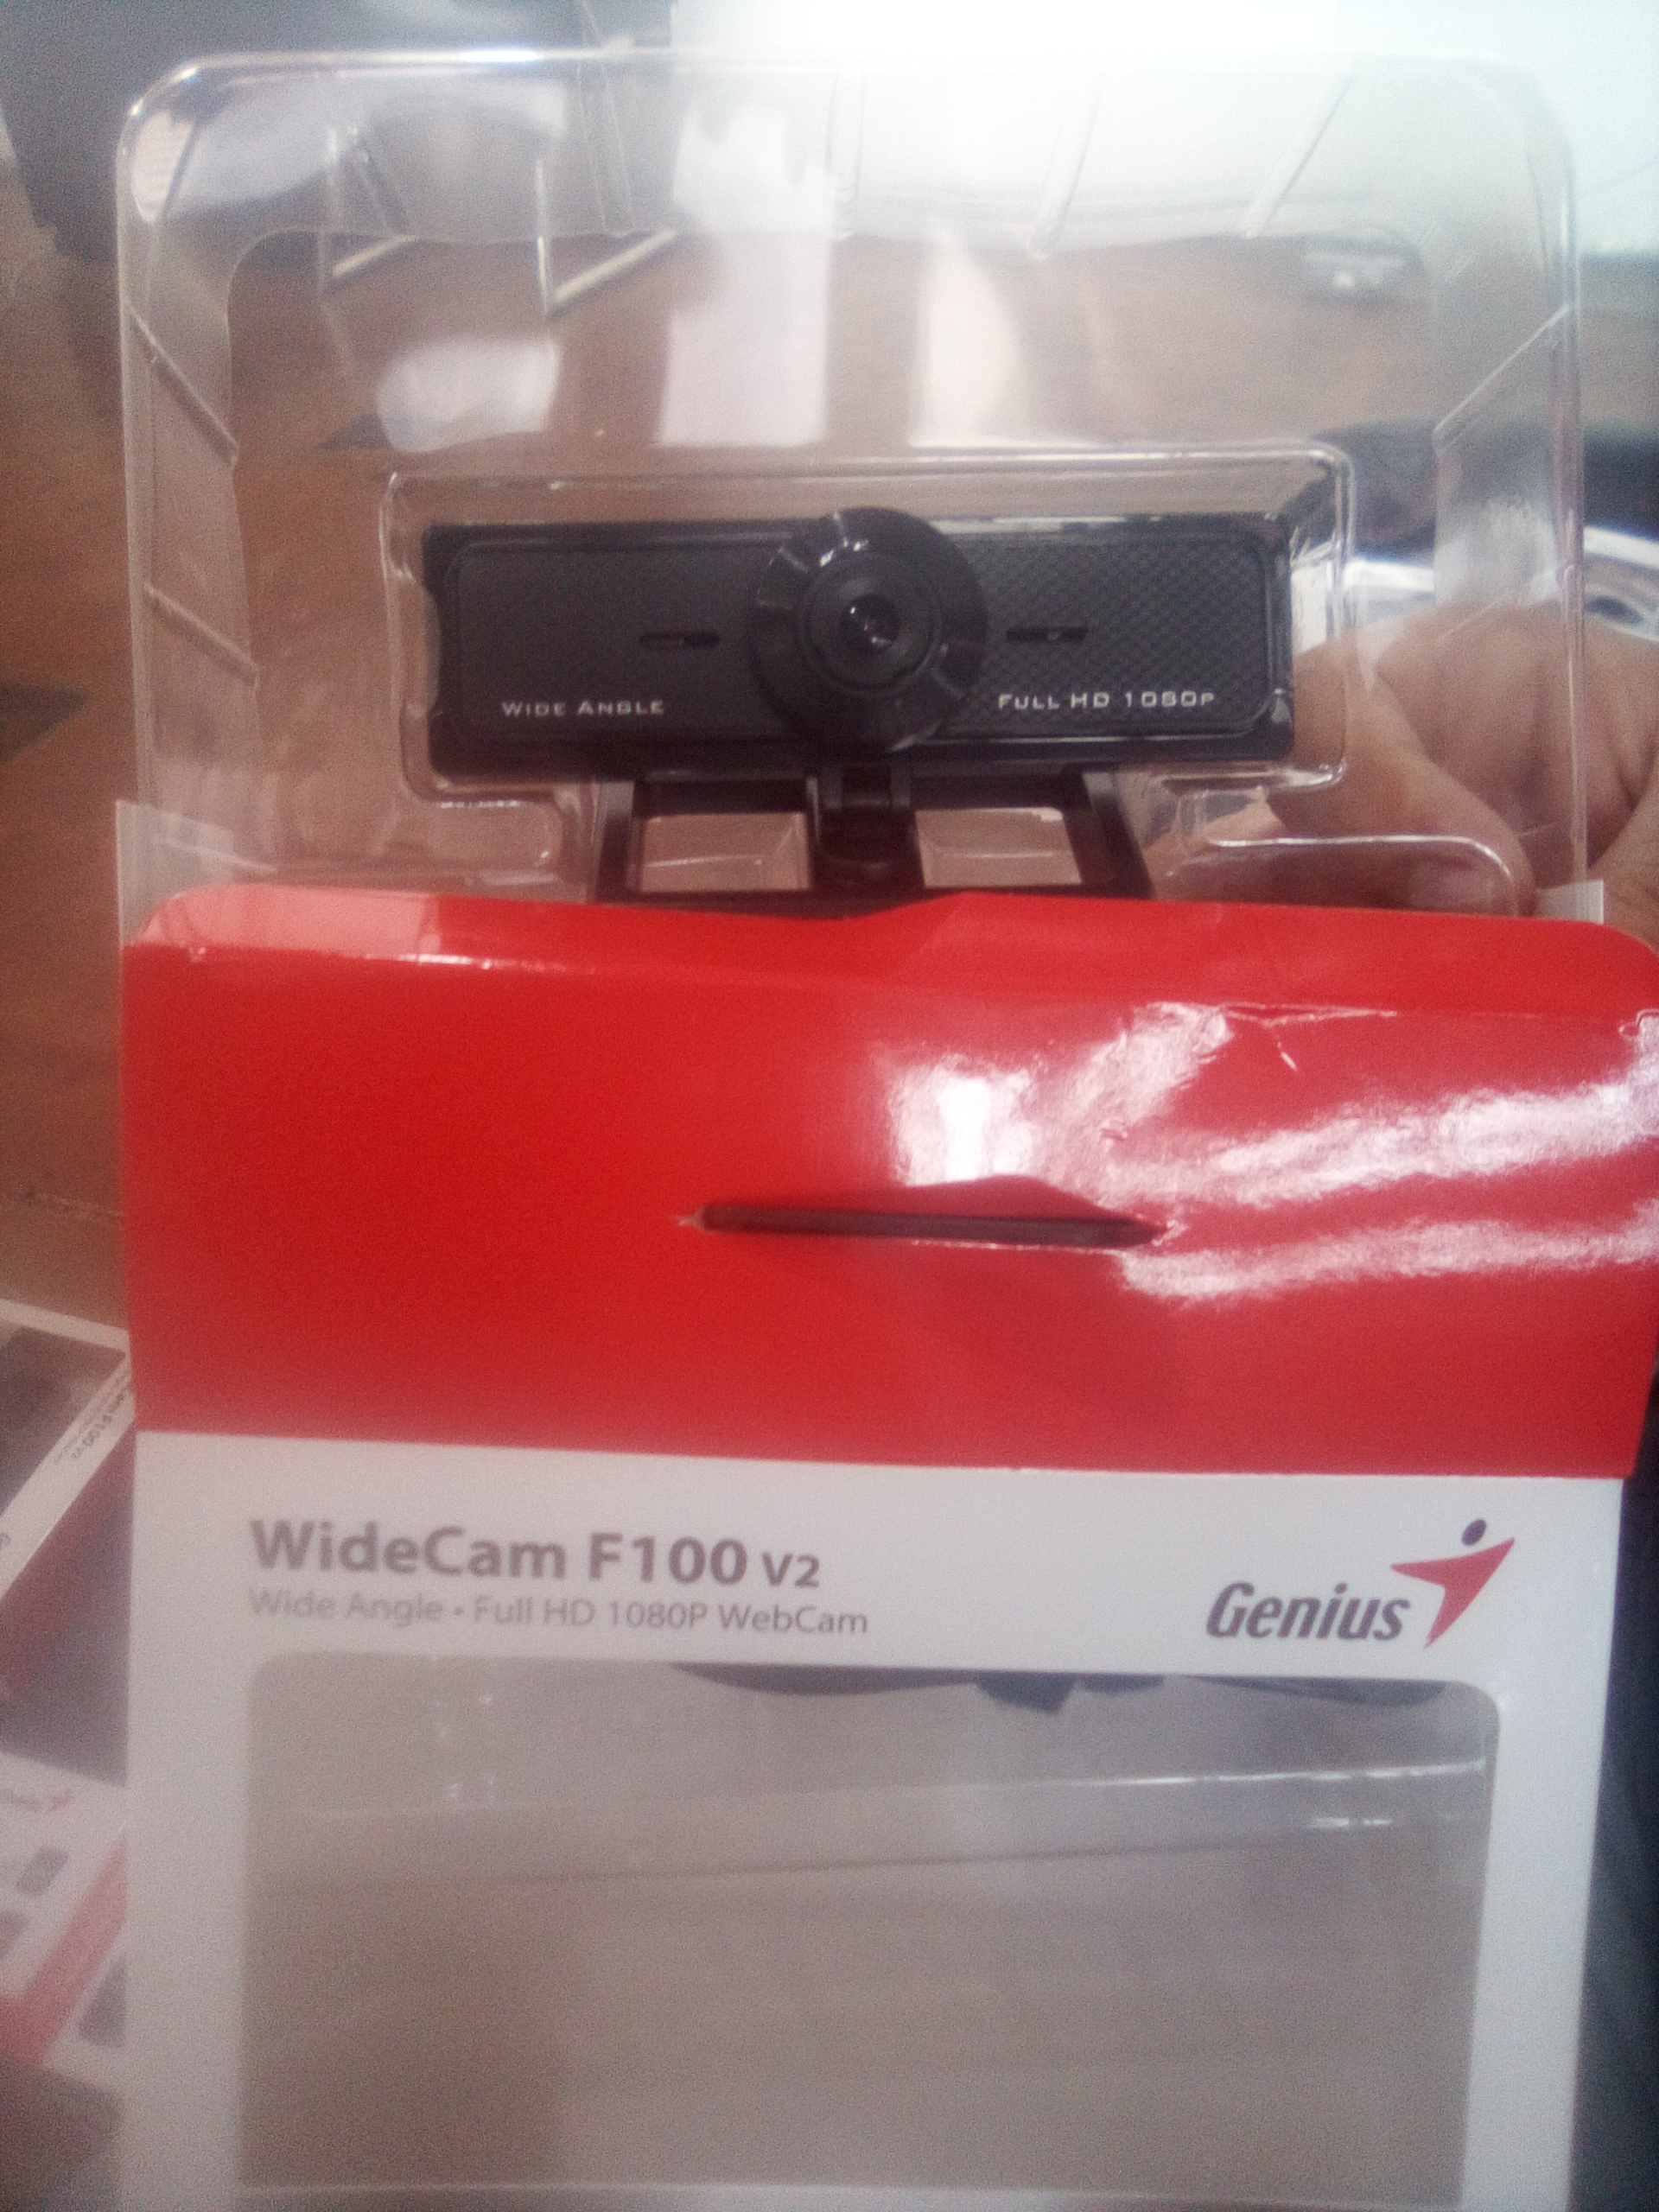 WIDE ANGLE
FULL HD 1080P
WideCam F100 V2
Wide Angle • Full HD 1080P WebCam
Genius